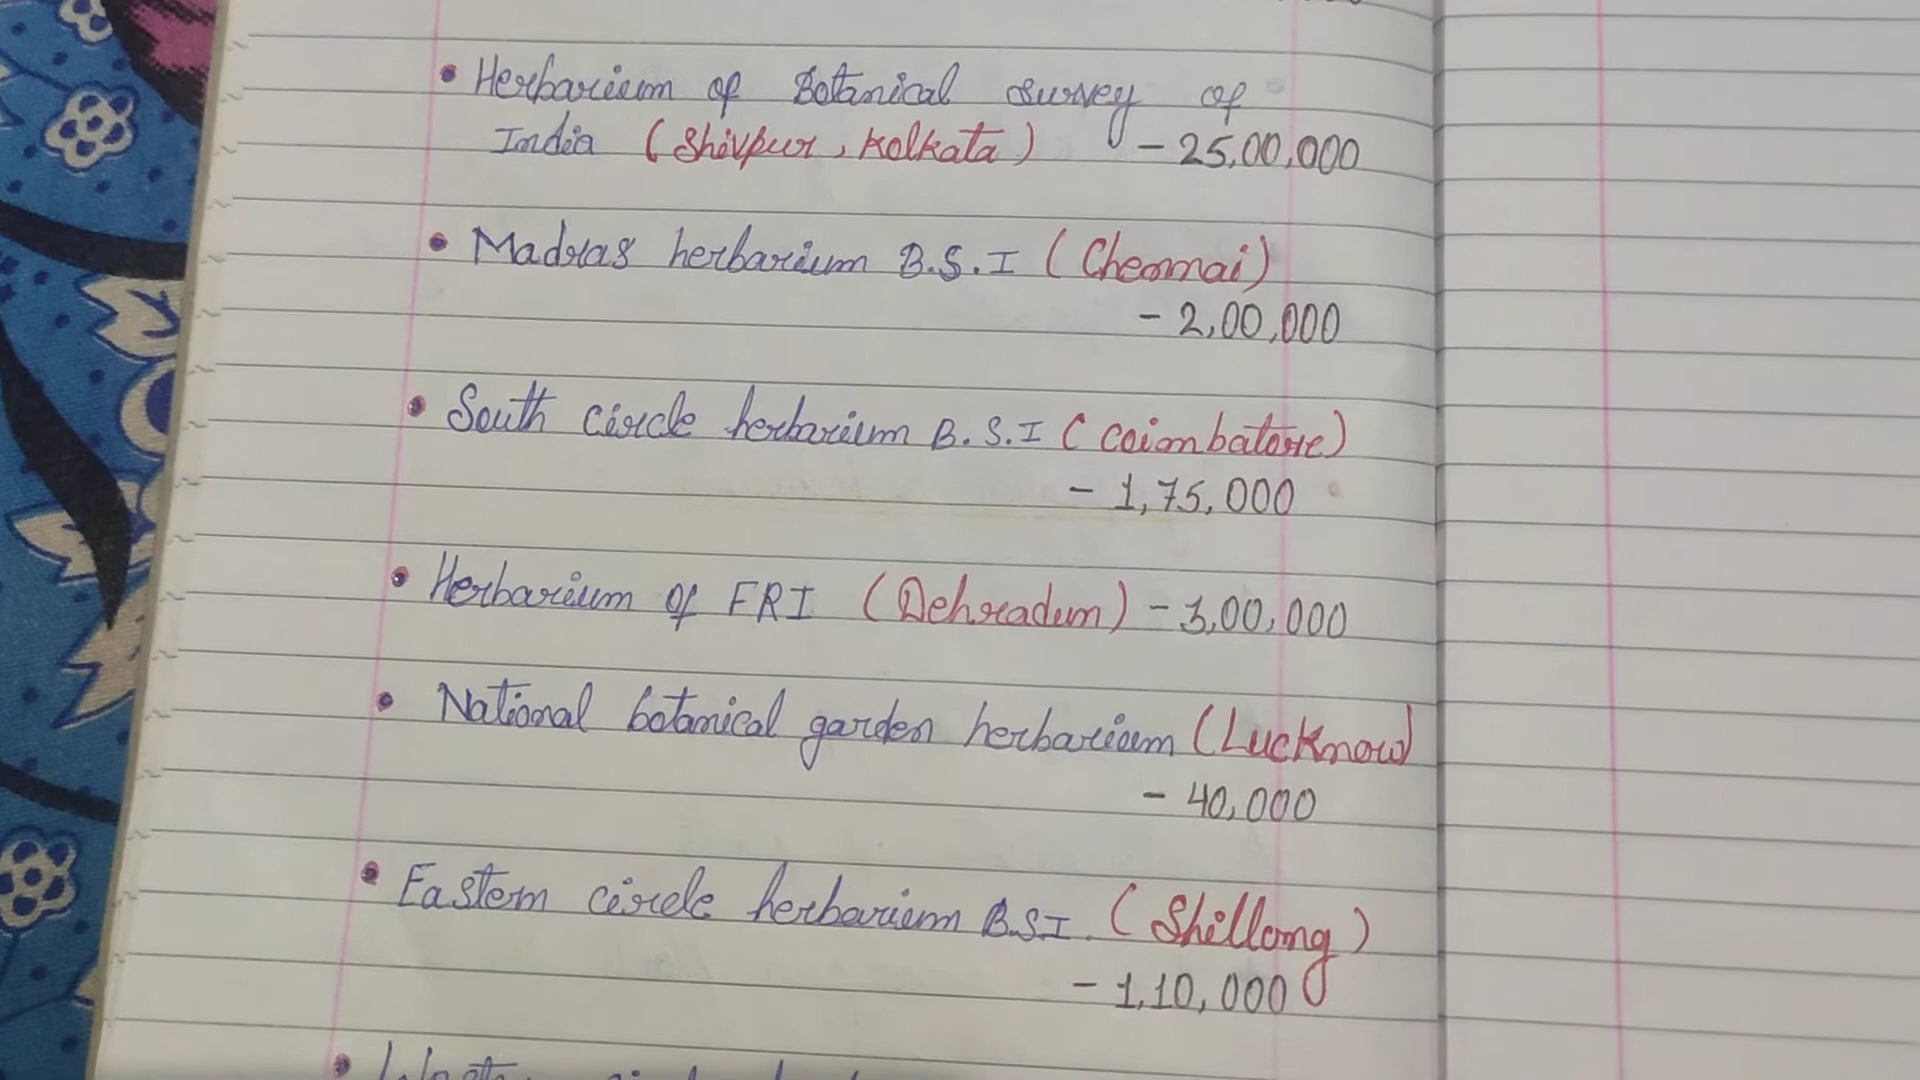 • Herbarium of Botanical Survey of
India (Shivpur, Kolkata) - 25,00,000
• Madras herbarium B.S.I (Chennai)
- 2,00,000
• South circle herbarium B.S.I (Coimbatore)
- 1,75,000
• Herbarium of FRI (Dehradun) - 3,00,000
• National botanical garden herbarium (Lucknow)
- 40,000
• Eastern circle herbarium B.S.I. (Shillong)
- 1,10,000